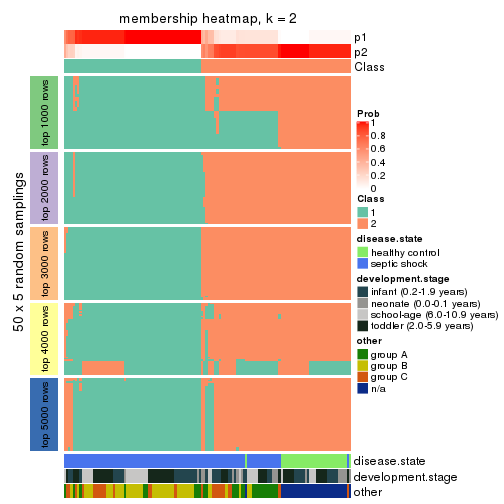 membership heatmap, k = 2
p1
p2
Class
50 x 5 random samplings
top 1000 rows
top 2000 rows
top 3000 rows
top 4000 rows
top 5000 rows
Prob
1
0.8
0.6
0.4
0.2
0
Class
1
2
disease.state
healthy control
septic shock
development.stage
infant (0.2-1.9 years)
neonate (0.0-0.1 years)
school-age (6.0-10.9 years)
toddler (2.0-5.9 years)
other
group A
group B
group C
n/a
disease.state
development.stage
other